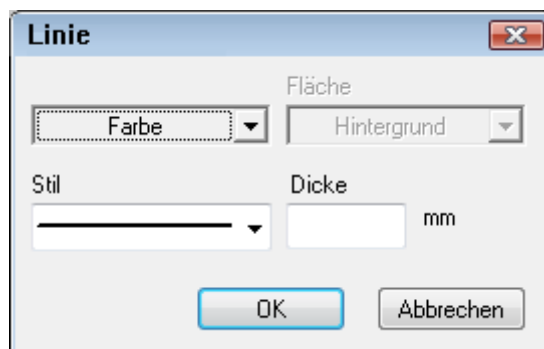 Linie
Fläche
Farbe
Hintergrund
Stil
Dicke
mm
OK
Abbrechen